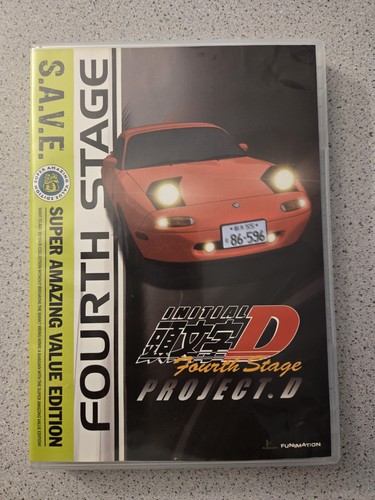 S.A.V.E.
SUPER AMAZING VALUE EDITION
FOURTH STAGE
86-596
INITIAL
頭文字D
Fourth Stage
PROJECT.D
FUNIMATION